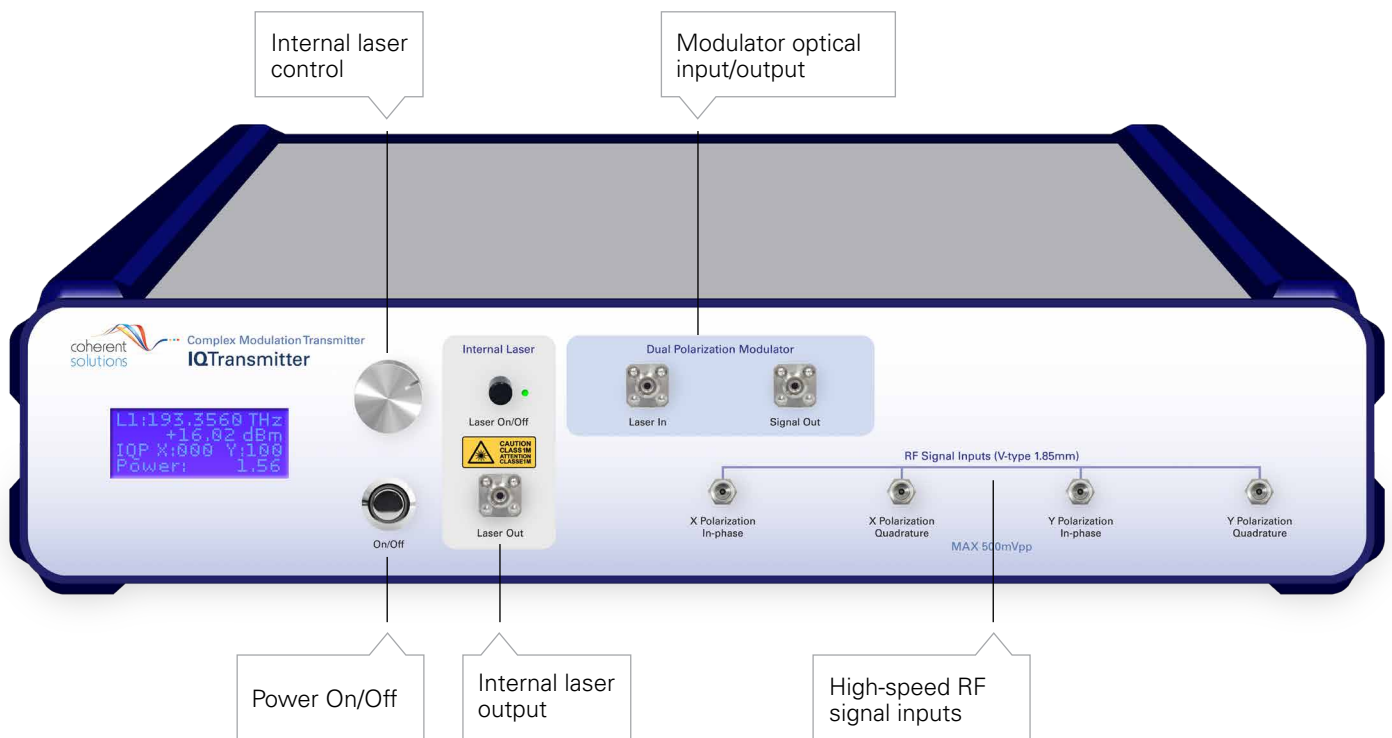 Internal laser
control
Modulator optical
input/output
coherent
solutions
Complex Modulation Transmitter
IQTransmitter
L1:193.3560 THz
+16.02 dBm
IQP X:000 Y:100
Power: 1.56
On/Off
Internal Laser
Laser On/Off
CAUTION
CLASS1M
ATTENTION
CLASSE1M
Laser Out
Dual Polarization Modulator
Laser In
Signal Out
RF Signal Inputs (V-type 1.85mm)
X Polarization
In-phase
X Polarization
Quadrature
Y Polarization
In-phase
Y Polarization
Quadrature
MAX 500mVpp
Power On/Off
Internal laser
output
High-speed RF
signal inputs